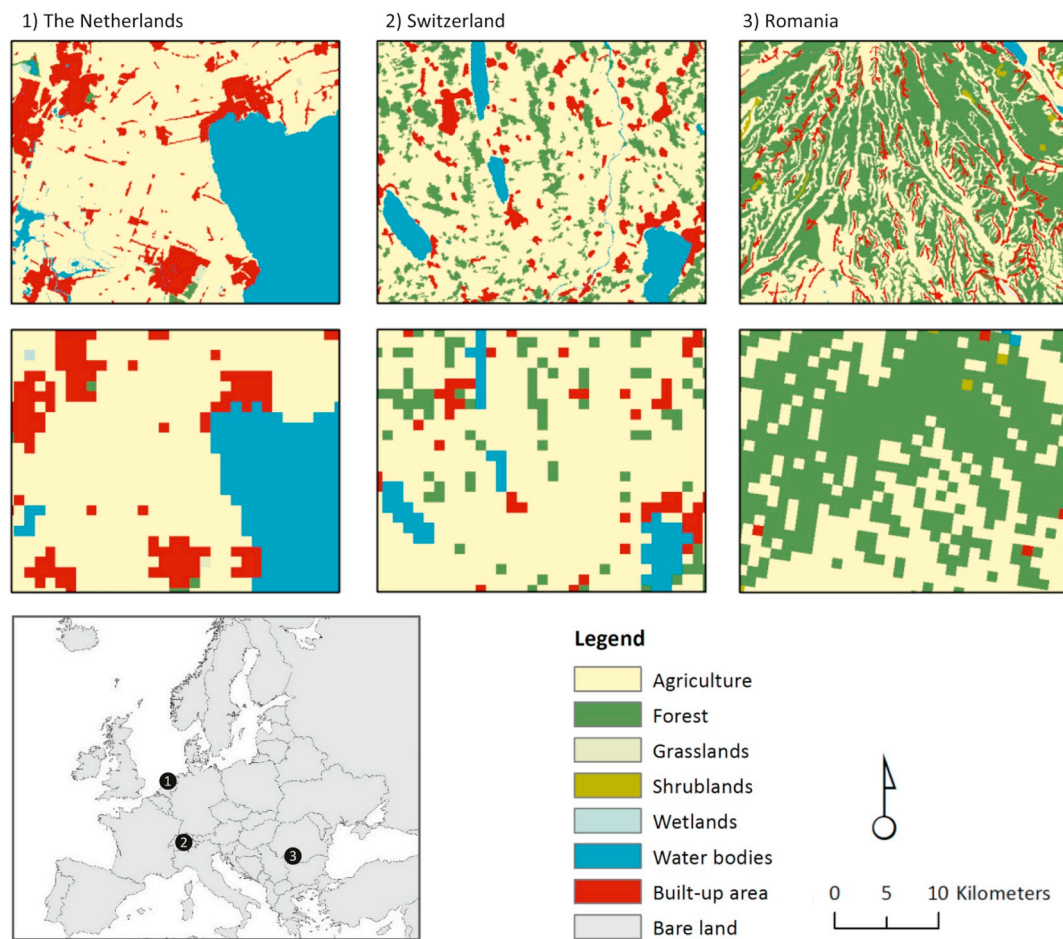 1) The Netherlands
2) Switzerland
3) Romania
1
2
3
Legend
Agriculture
Forest
Grasslands
Shrublands
Wetlands
Water bodies
Built-up area
Bare land
0 5 10 Kilometers